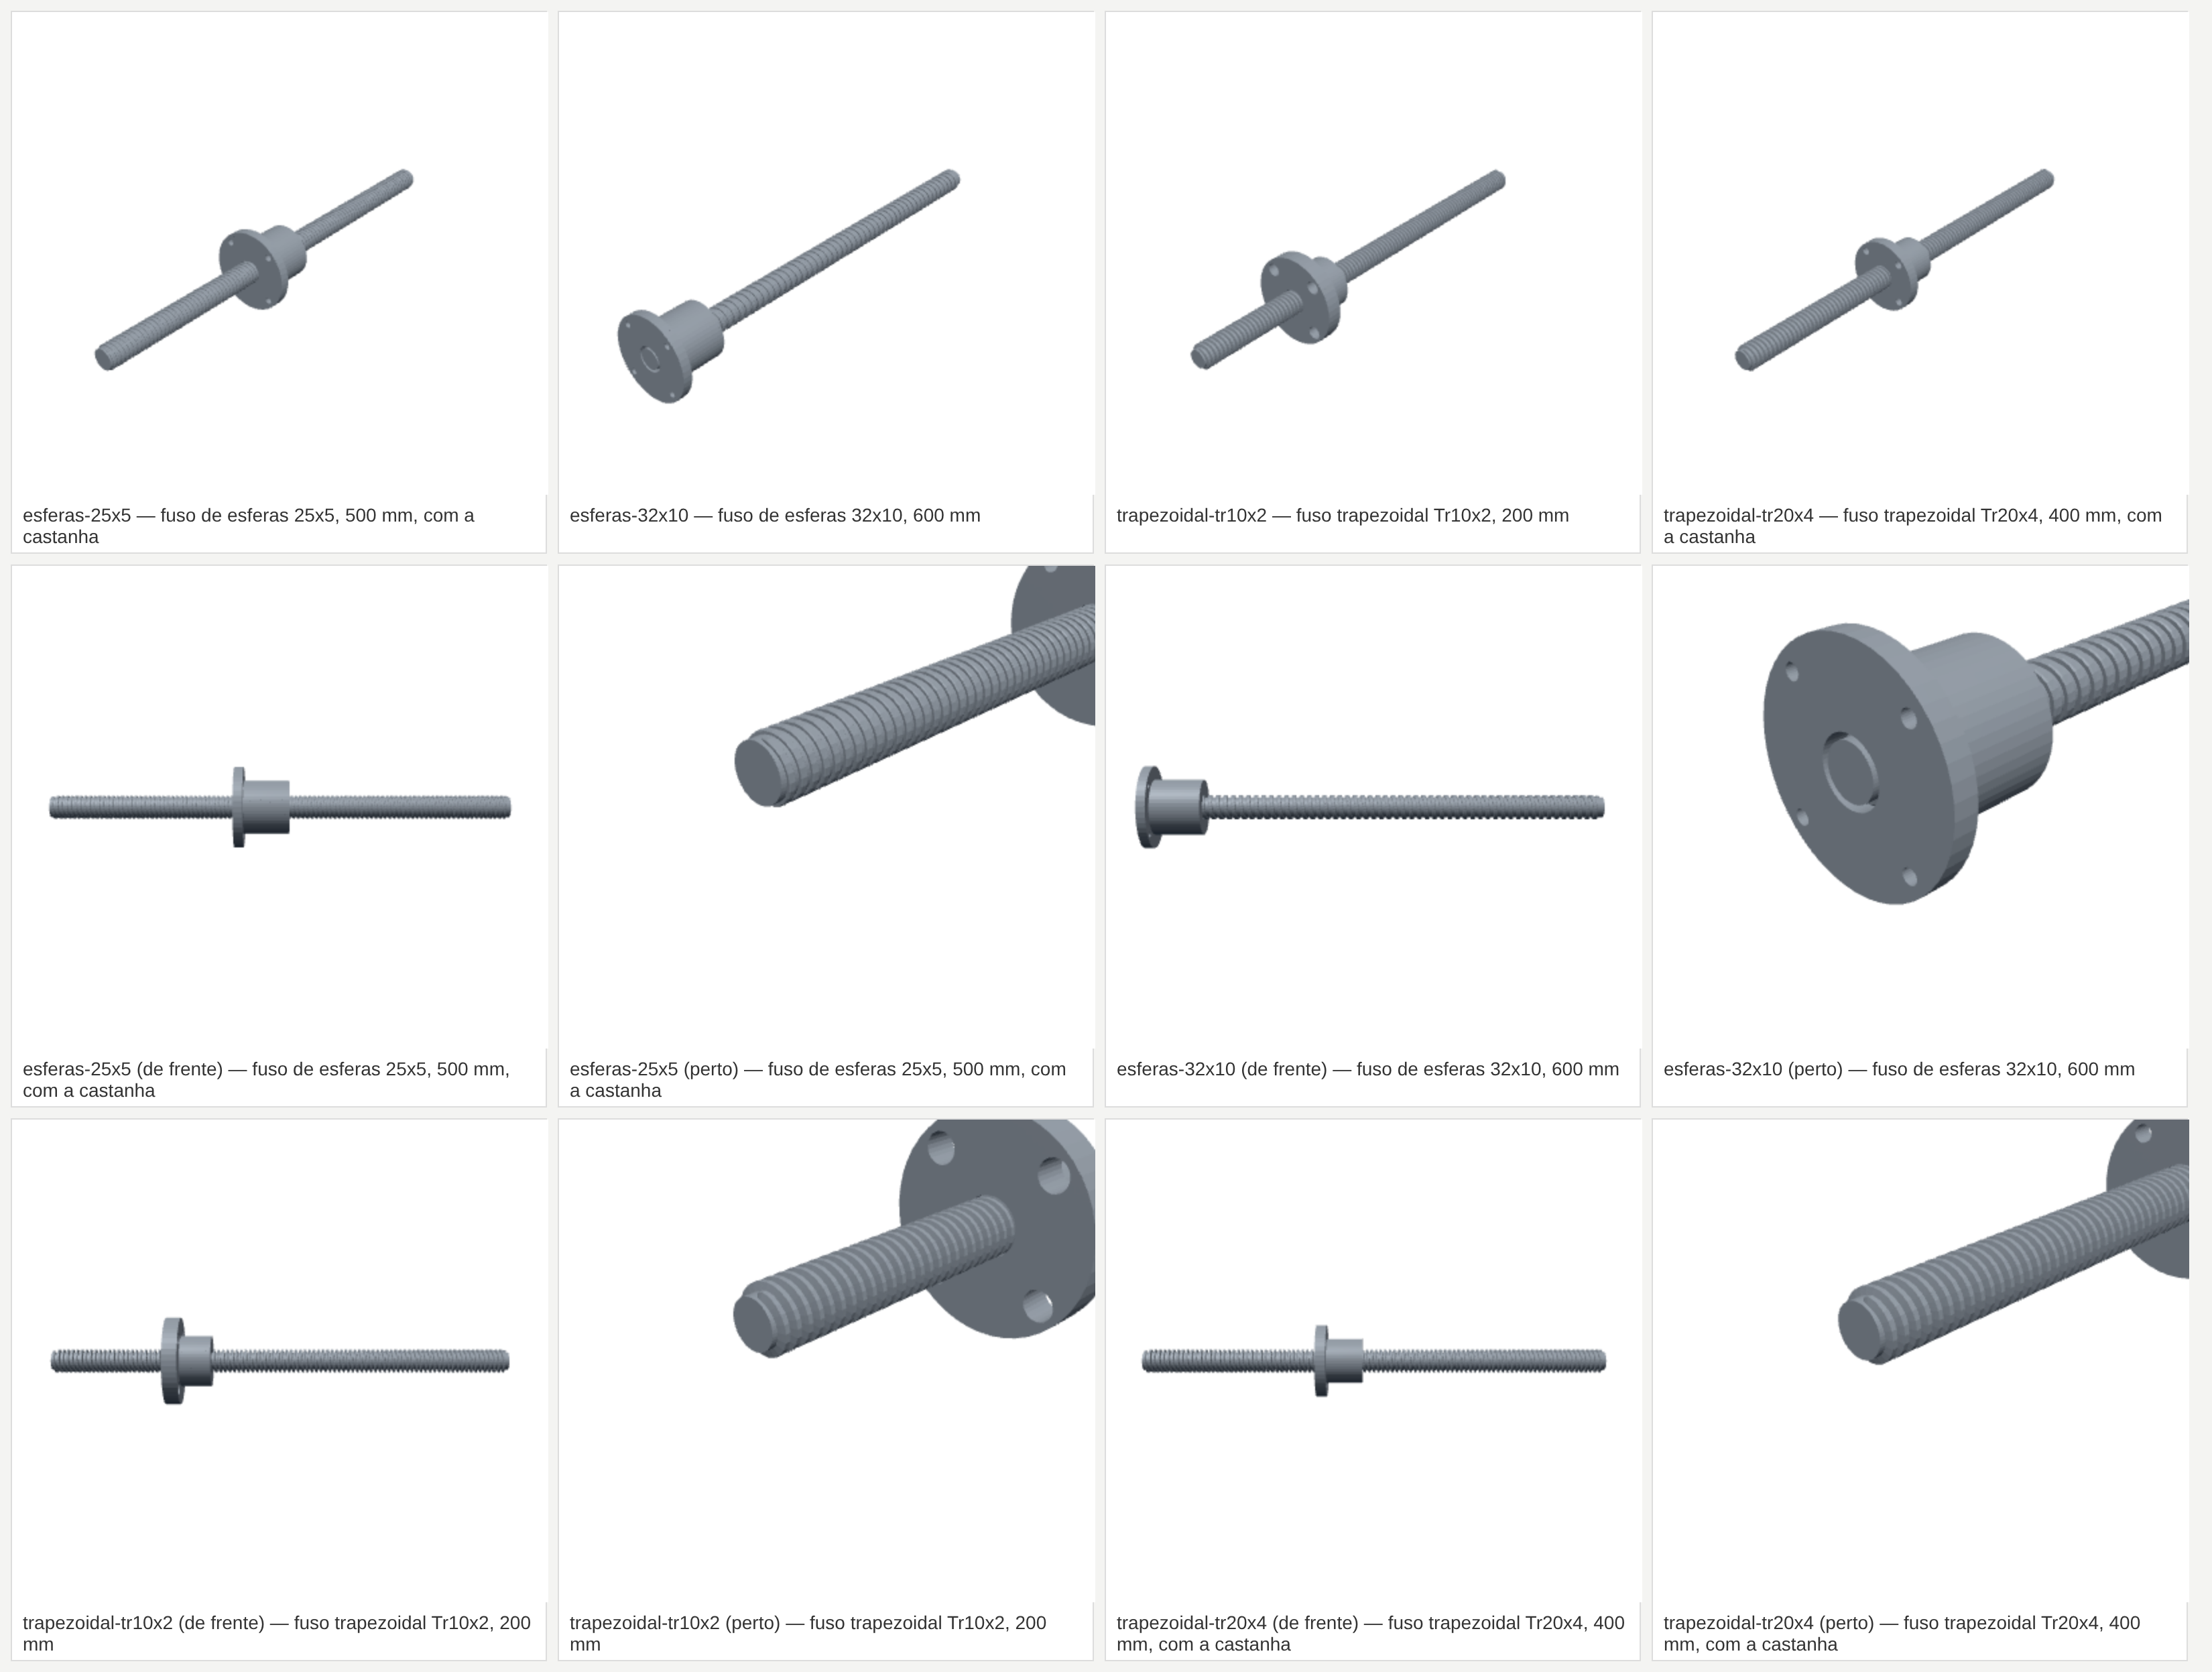 esferas-25x5 — fuso de esferas 25x5, 500 mm, com a
castanha
esferas-32x10 — fuso de esferas 32x10, 600 mm
trapezoidal-tr10x2 — fuso trapezoidal Tr10x2, 200 mm
trapezoidal-tr20x4 — fuso trapezoidal Tr20x4, 400 mm, com
a castanha
esferas-25x5 (de frente) — fuso de esferas 25x5, 500 mm,
com a castanha
esferas-25x5 (perto) — fuso de esferas 25x5, 500 mm, com
a castanha
esferas-32x10 (de frente) — fuso de esferas 32x10, 600 mm
esferas-32x10 (perto) — fuso de esferas 32x10, 600 mm
trapezoidal-tr10x2 (de frente) — fuso trapezoidal Tr10x2, 200
mm
trapezoidal-tr10x2 (perto) — fuso trapezoidal Tr10x2, 200
mm
trapezoidal-tr20x4 (de frente) — fuso trapezoidal Tr20x4, 400
mm, com a castanha
trapezoidal-tr20x4 (perto) — fuso trapezoidal Tr20x4, 400
mm, com a castanha